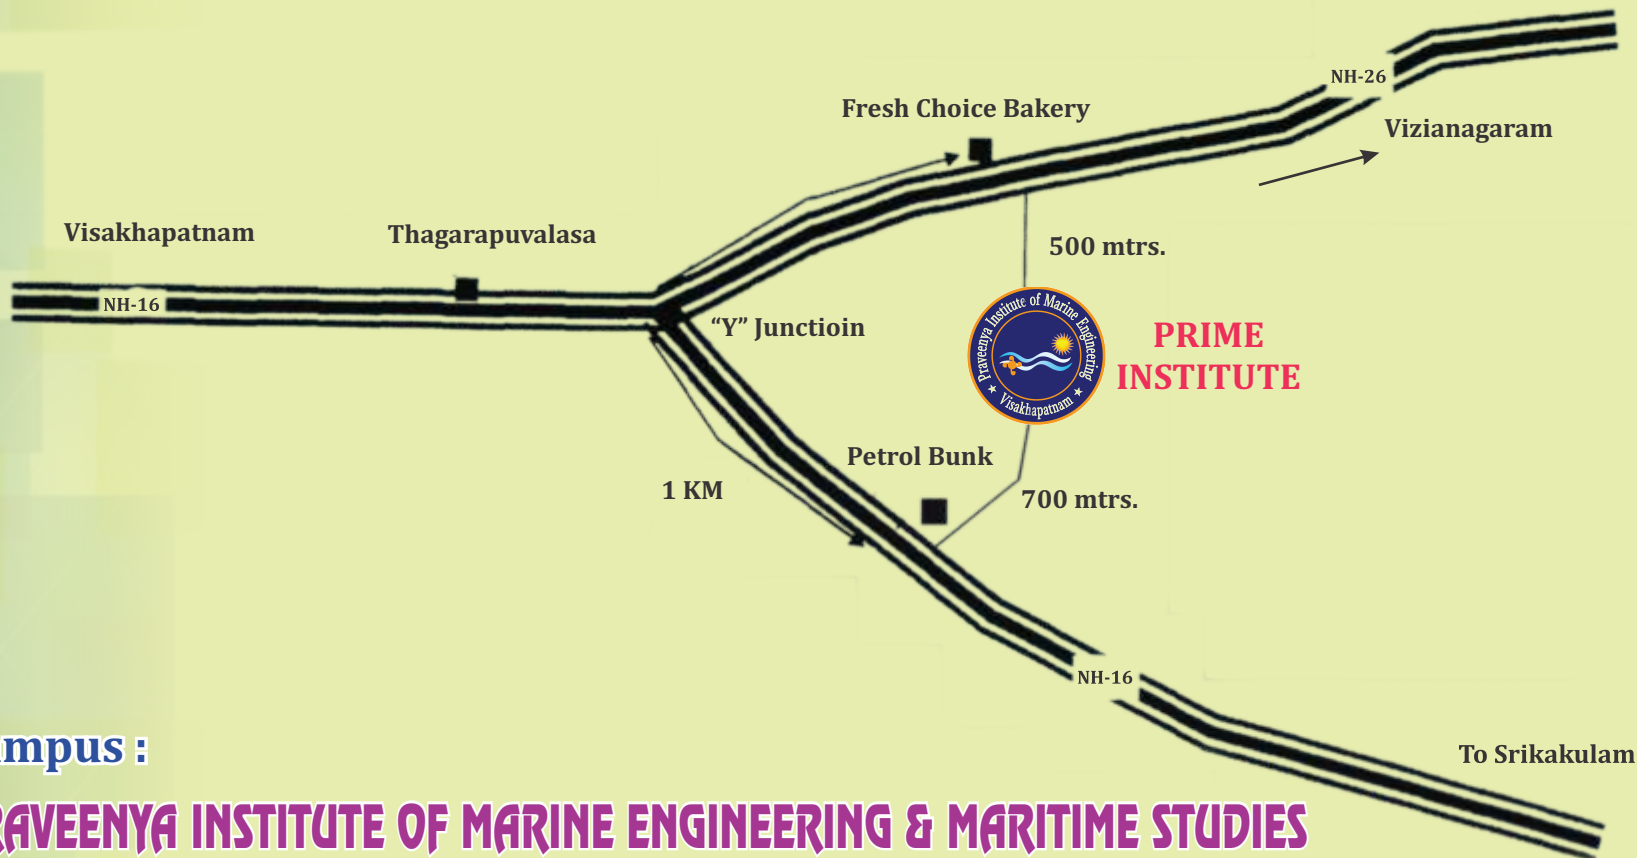 NH-26
Fresh Choice Bakery
Vizianagaram
Visakhapatnam
Thagarapuvalasa
500 mtrs.
NH-16
“Y” Junctioin
Praveenya Institute of Marine Engineering
★ Visakhapatnam ★
PRIME
INSTITUTE
Petrol Bunk
1 KM
700 mtrs.
NH-16
To Srikakulam
mpus :
RAVEENYA INSTITUTE OF MARINE ENGINEERING & MARITIME STUDIES